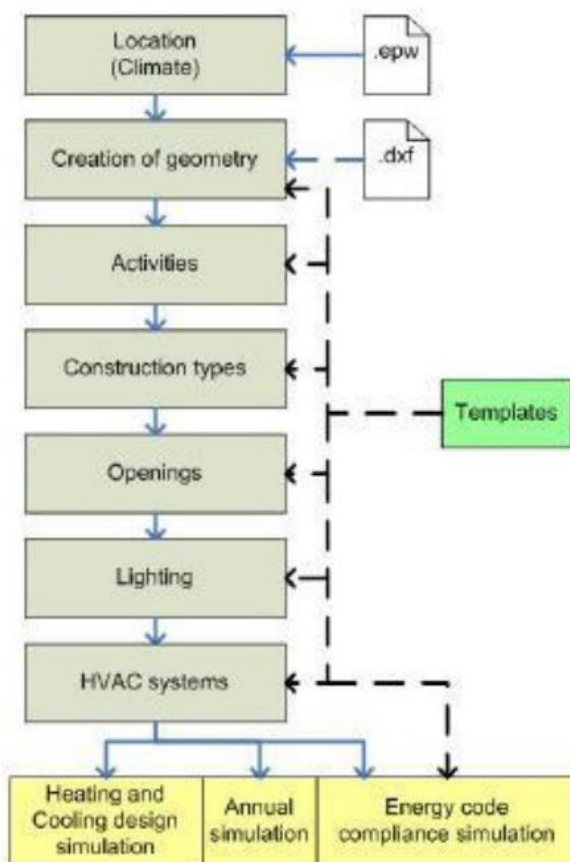 Location
(Climate)
.epw
Creation of geometry
.dxf
Activities
Construction types
Templates
Openings
Lighting
HVAC systems
Heating and
Cooling design
simulation
Annual
simulation
Energy code
compliance simulation